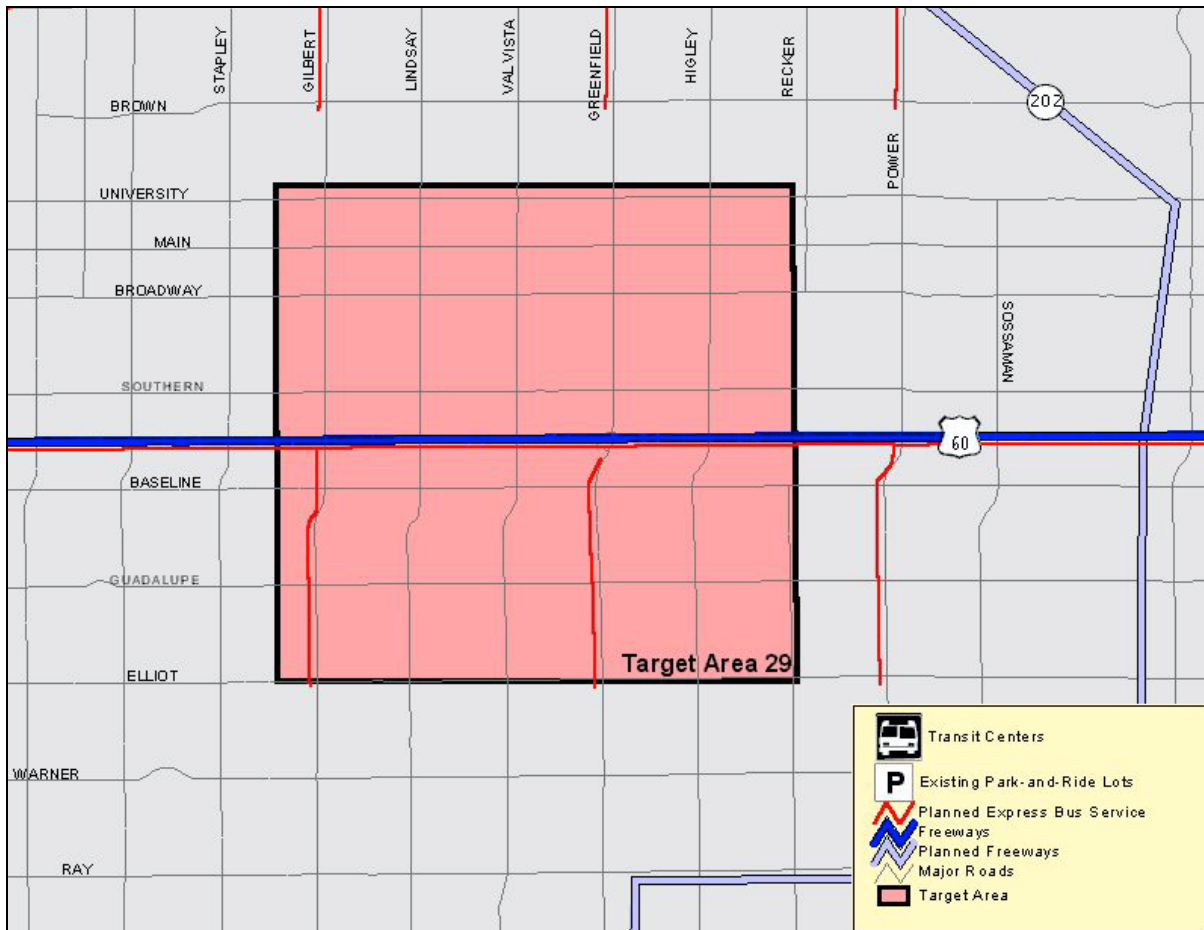 STAPLEY
GILBERT
LINDSAY
VAL VISTA
GREENFIELD
HIGLEY
RECKER
POWER
202
BROWN
UNIVERSITY
MAIN
BROADWAY
SOSSAMAN
SOUTHERN
60
BASELINE
GUADALUPE
Target Area 29
ELLIOT
WARNER
RAY
Transit Centers
P Existing Park-and-Ride Lots
Planned Express Bus Service
Freeways
Planned Freeways
Major Roads
Target Area